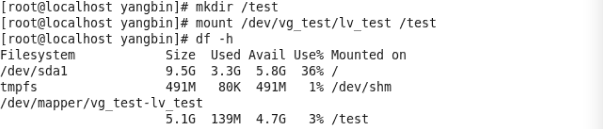 [root@localhost yangbin]# mkdir /test
[root@localhost yangbin]# mount /dev/vg_test/lv_test /test
[root@localhost yangbin]# df -h
Filesystem            Size  Used Avail Use% Mounted on
/dev/sda1             9.5G  3.3G  5.8G  36% /
tmpfs                 491M   80K  491M   1% /dev/shm
/dev/mapper/vg_test-lv_test
                      5.1G  139M  4.7G   3% /test